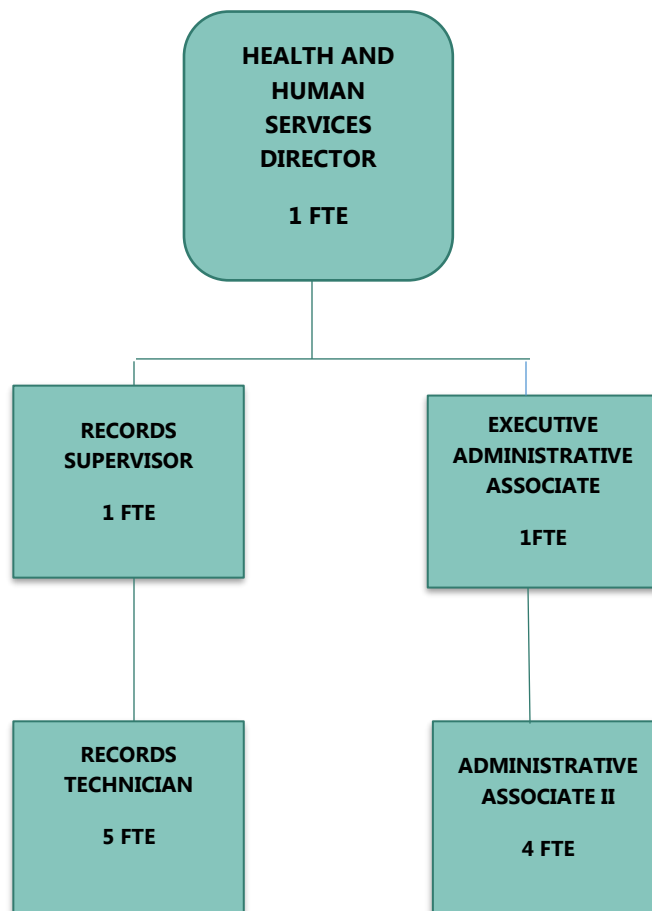 HEALTH AND
HUMAN
SERVICES
DIRECTOR
1 FTE
RECORDS
SUPERVISOR
1 FTE
EXECUTIVE
ADMINISTRATIVE
ASSOCIATE
1FTE
RECORDS
TECHNICIAN
5 FTE
ADMINISTRATIVE
ASSOCIATE II
4 FTE